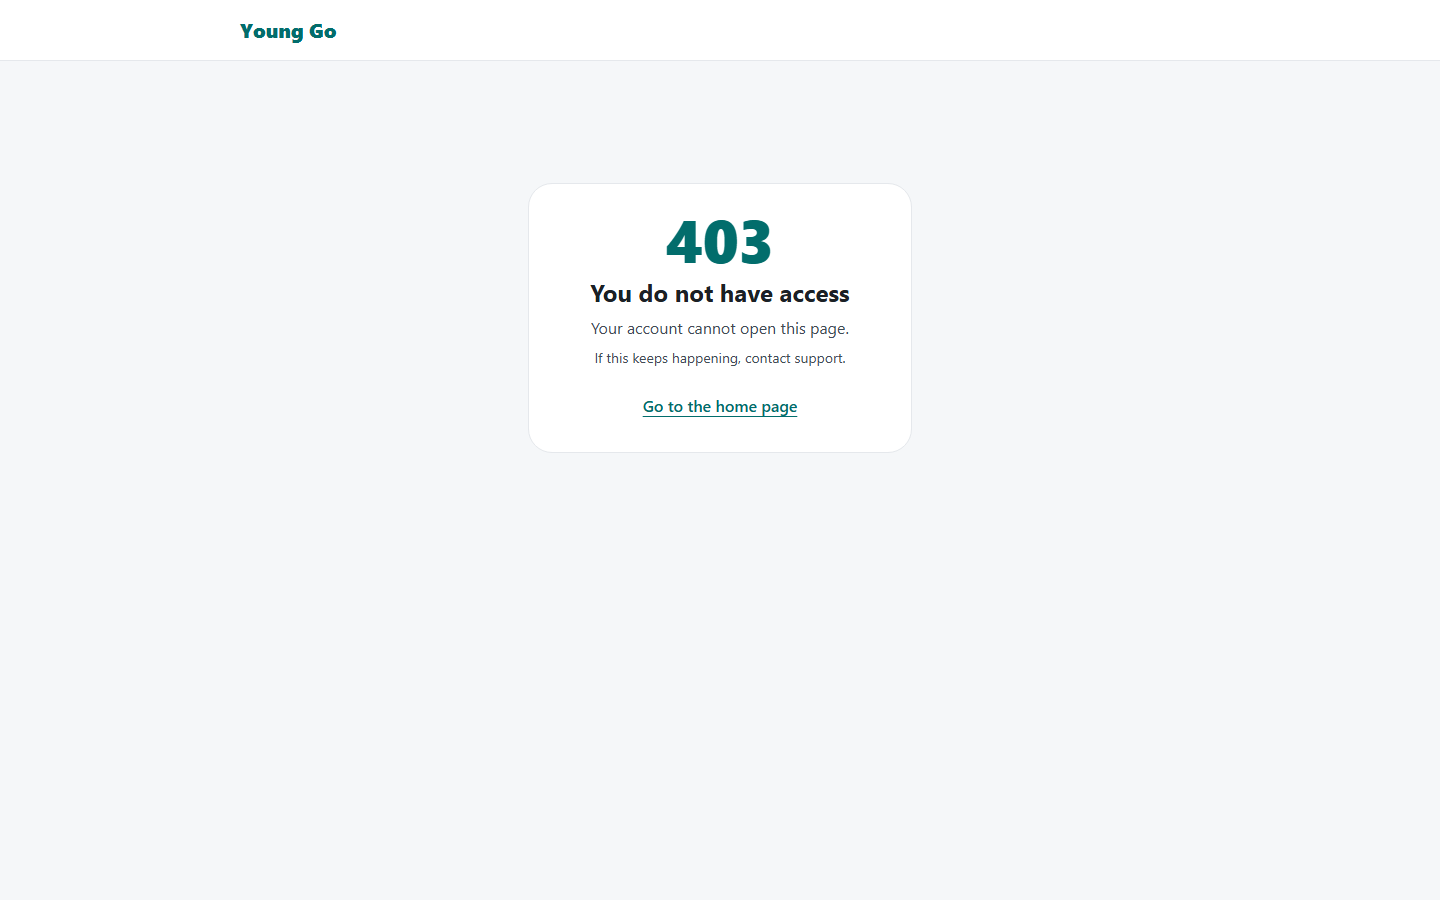 Young Go
403
You do not have access
Your account cannot open this page.
If this keeps happening, contact support.
Go to the home page